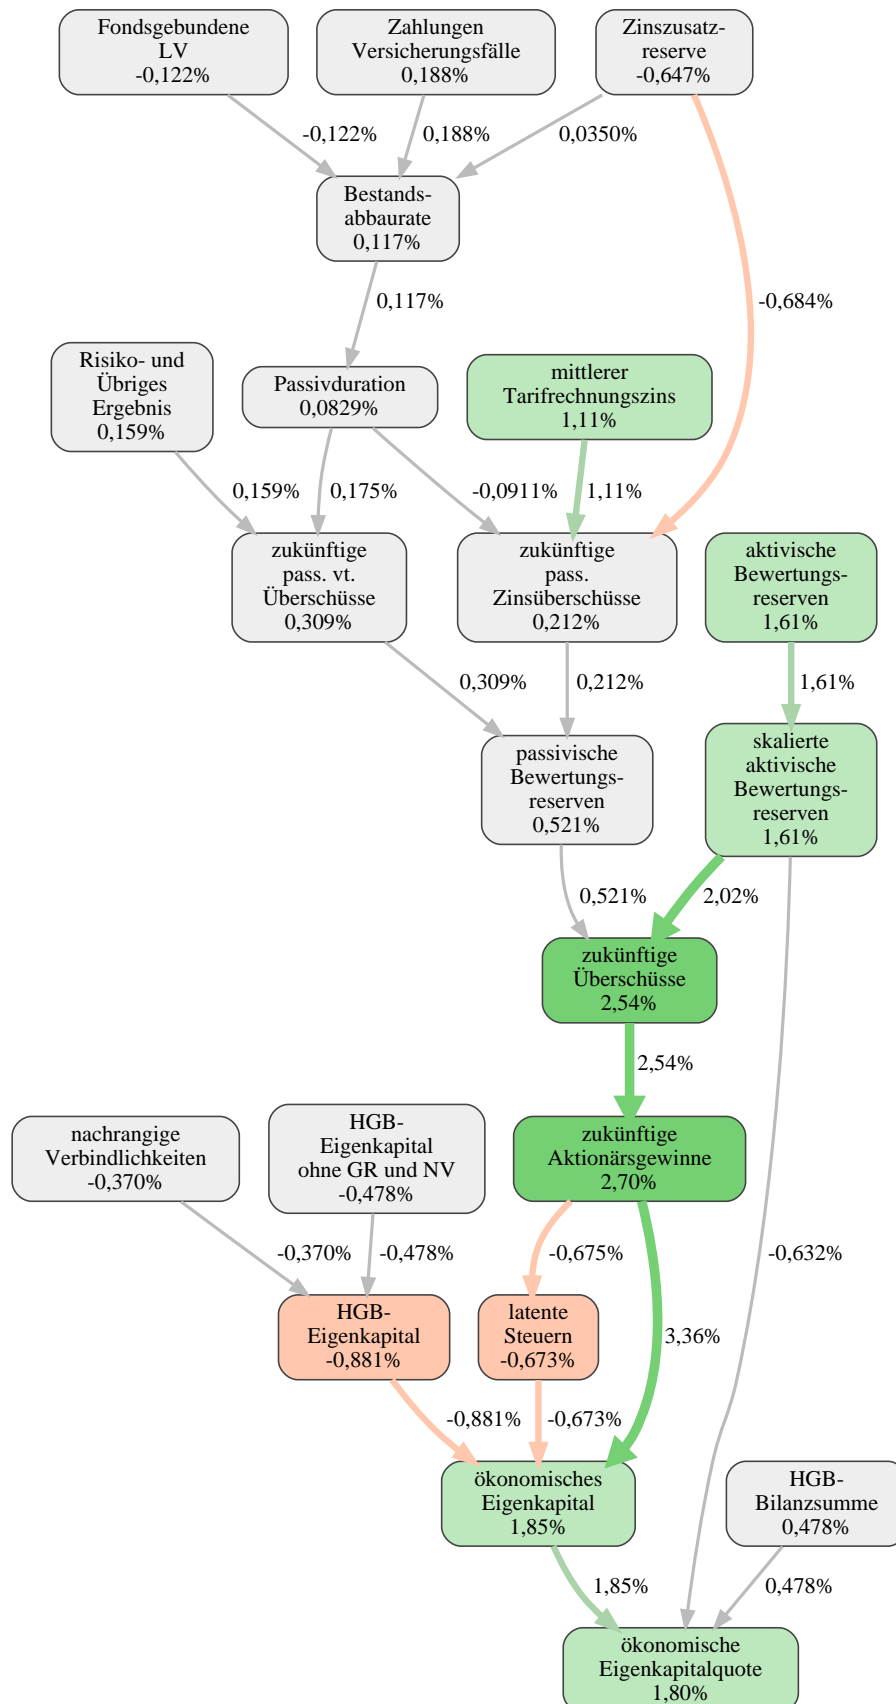 Fondsgebundene
LV
-0,122%
Zahlungen
Versicherungsfälle
0,188%
Zinszusatz-
reserve
-0,647%
-0,122%
0,188%
0,0350%
Bestands-
abbaurate
0,117%
0,117%
-0,684%
Risiko- und
Übriges
Ergebnis
0,159%
Passivduration
0,0829%
mittlerer
Tarifrechnungszins
1,11%
0,159%
0,175%
-0,0911%
1,11%
zukünftige
pass. vt.
Überschüsse
0,309%
zukünftige
pass.
Zinsüberschüsse
0,212%
aktivische
Bewertungs-
reserven
1,61%
0,309%
0,212%
1,61%
passivische
Bewertungs-
reserven
0,521%
skalierte
aktivische
Bewertungs-
reserven
1,61%
0,521%
2,02%
zukünftige
Überschüsse
2,54%
2,54%
nachrangige
Verbindlichkeiten
-0,370%
HGB-
Eigenkapital
ohne GR und NV
-0,478%
zukünftige
Aktionärsgewinne
2,70%
-0,370%
-0,478%
-0,675%
-0,632%
HGB-
Eigenkapital
-0,881%
latente
Steuern
-0,673%
3,36%
-0,881%
-0,673%
ökonomisches
Eigenkapital
1,85%
HGB-
Bilanzsumme
0,478%
1,85%
0,478%
ökonomische
Eigenkapitalquote
1,80%